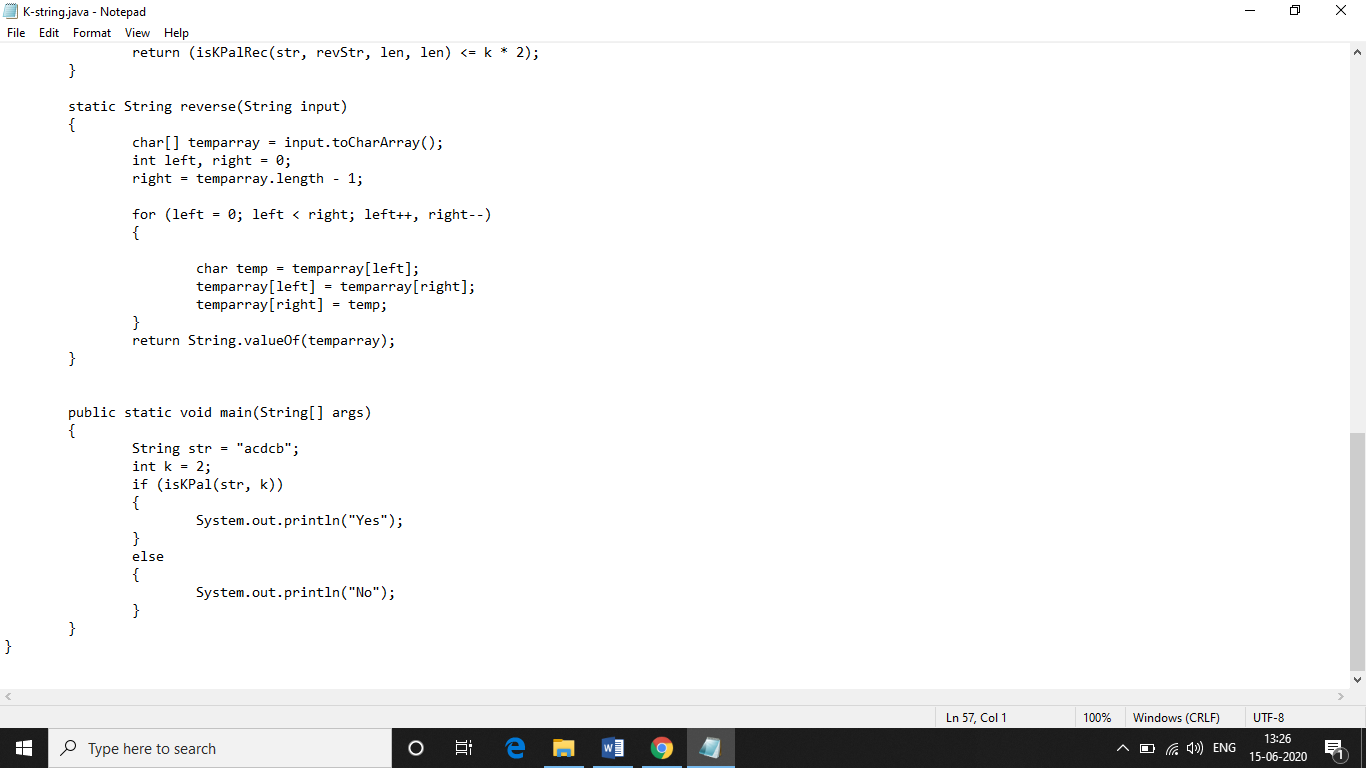 K-string.java - Notepad
File Edit Format View Help
return (isKPalRec(str, revStr, len, len) <= k * 2);
}
static String reverse(String input)
{
char[] temparray = input.toCharArray();
int left, right = 0;
right = temparray.length - 1;
for (left = 0; left < right; left++, right--)
{
char temp = temparray[left];
temparray[left] = temparray[right];
temparray[right] = temp;
}
return String.valueOf(temparray);
}
public static void main(String[] args)
{
String str = "acdcb";
int k = 2;
if (isKPal(str, k))
{
System.out.println("Yes");
}
else
{
System.out.println("No");
}
}
}
Ln 57, Col 1 100% Windows (CRLF) UTF-8
Type here to search
ENG
13:26
15-06-2020
1